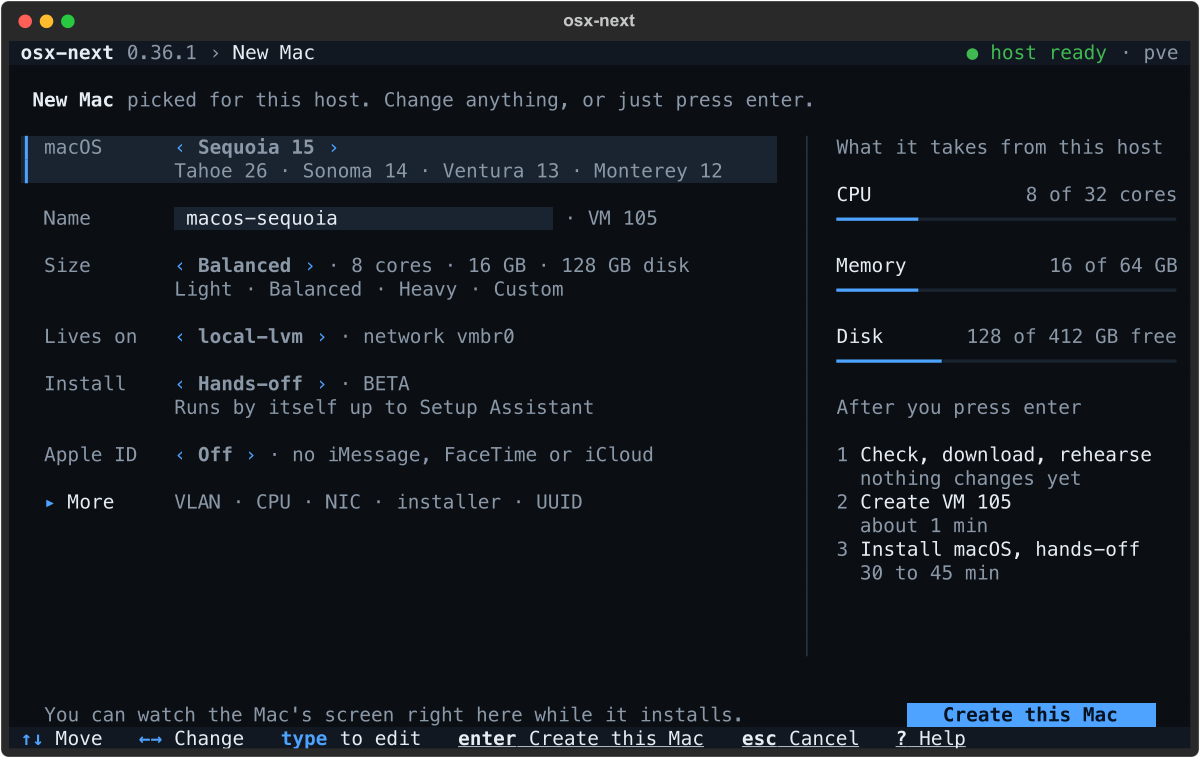 osx-next
osx-next 0.36.1 › New Mac
● host ready · pve
New Mac picked for this host. Change anything, or just press enter.
macOS ‹ Sequoia 15 ›
Tahoe 26 · Sonoma 14 · Ventura 13 · Monterey 12
Name macos-sequoia · VM 105
Size ‹ Balanced › · 8 cores · 16 GB · 128 GB disk
Light · Balanced · Heavy · Custom
Lives on ‹ local-lvm › · network vmbr0
Install ‹ Hands-off › · BETA
Runs by itself up to Setup Assistant
Apple ID ‹ Off › · no iMessage, FaceTime or iCloud
▸ More VLAN · CPU · NIC · installer · UUID
What it takes from this host
CPU 8 of 32 cores
Memory 16 of 64 GB
Disk 128 of 412 GB free
After you press enter
1 Check, download, rehearse
nothing changes yet
2 Create VM 105
about 1 min
3 Install macOS, hands-off
30 to 45 min
You can watch the Mac's screen right here while it installs.
Create this Mac
↑↓ Move ←→ Change type to edit enter Create this Mac esc Cancel ? Help